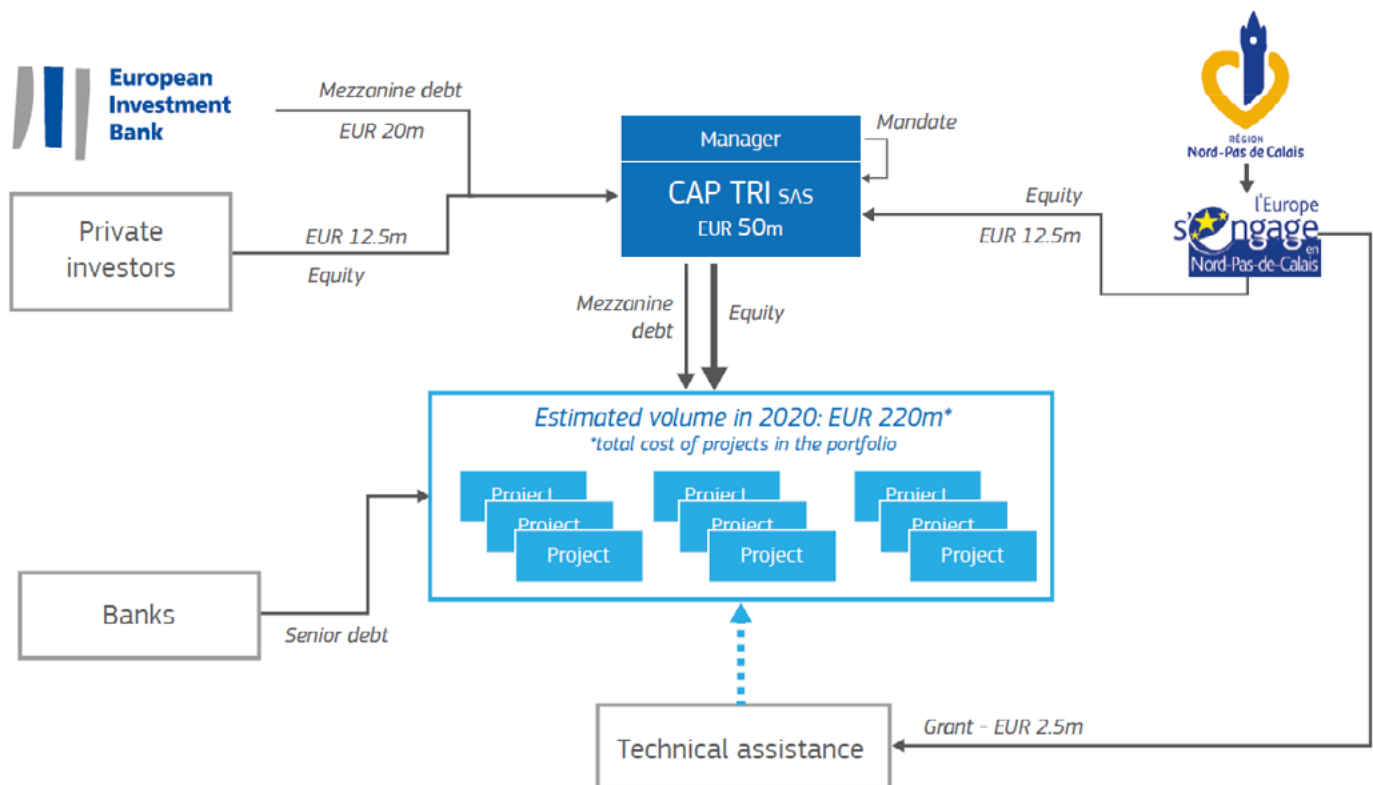 European
Investment
Bank
Mezzanine debt
EUR 20m
Private
investors
EUR 12.5m
Equity
Manager
Mandate
CAP TRI SAS
EUR 50m
RÉGION
Nord-Pas de Calais
l'Europe
s'engage
en
Nord-Pas-de-Calais
Equity
EUR 12.5m
Mezzanine
debt
Equity
Estimated volume in 2020: EUR 220m*
*total cost of projects in the portfolio
Project
Project
Project
Project
Project
Project
Project
Project
Project
Banks
Senior debt
Technical assistance
Grant - EUR 2.5m